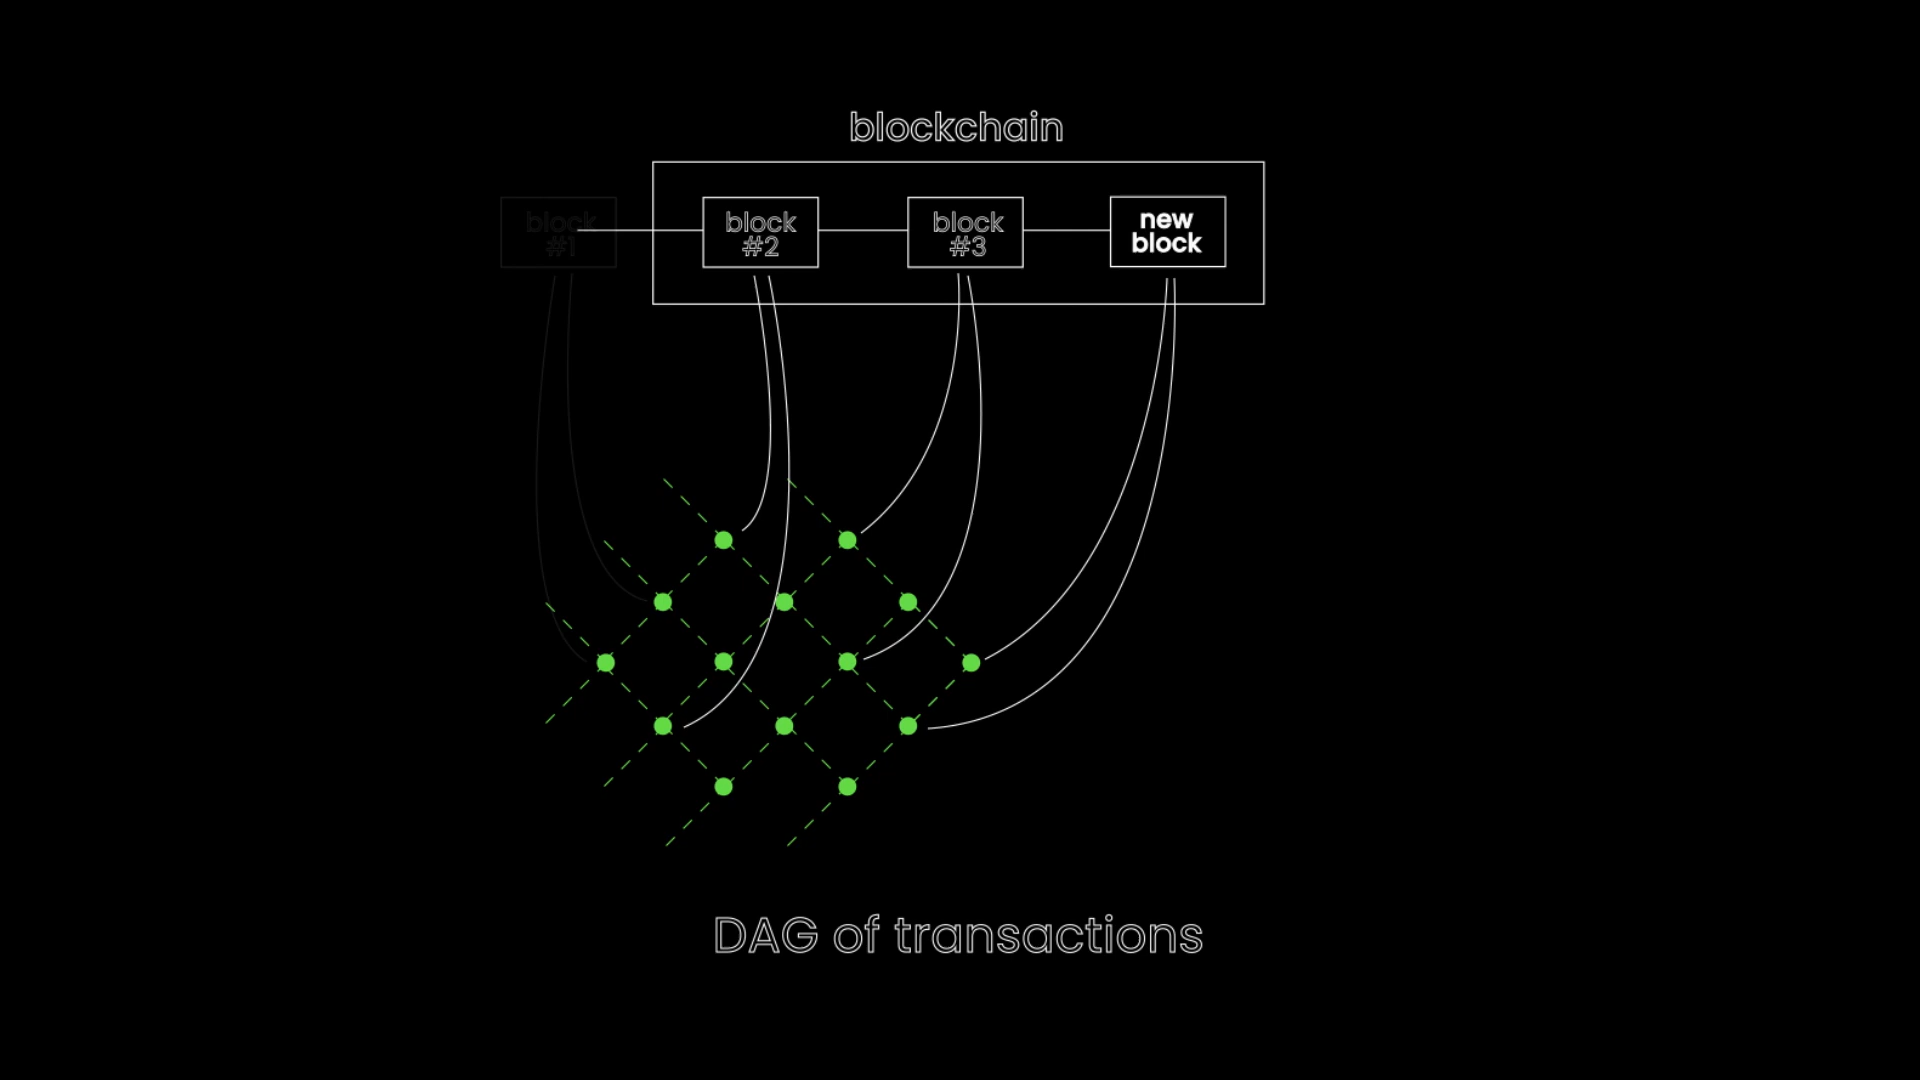 blockchain
block
#1
block
#2
block
#3
new
block
DAG of transactions